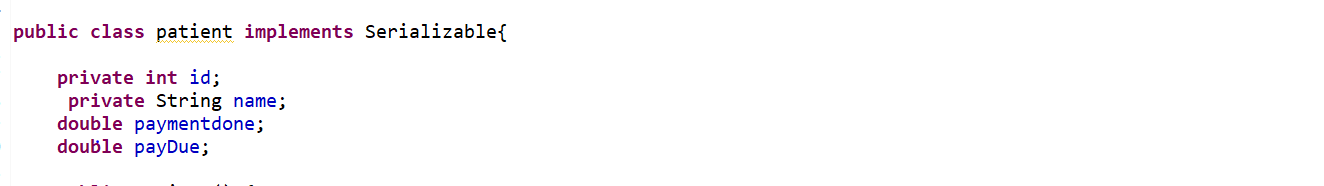 public class patient implements Serializable{
private int id;
private String name;
double paymentdone;
double payDue;